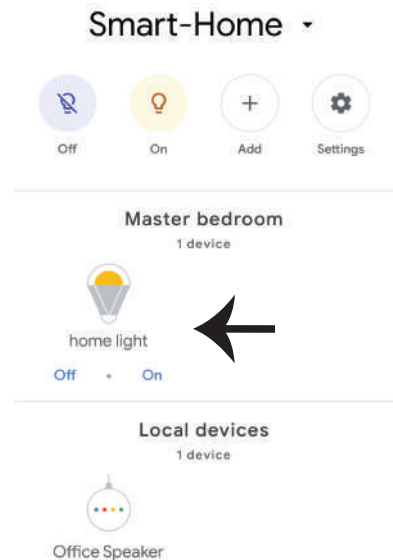 Smart-Home
Off On Add Settings
Master bedroom
1 device
home light
Off • On
Local devices
1 device
Office Speaker